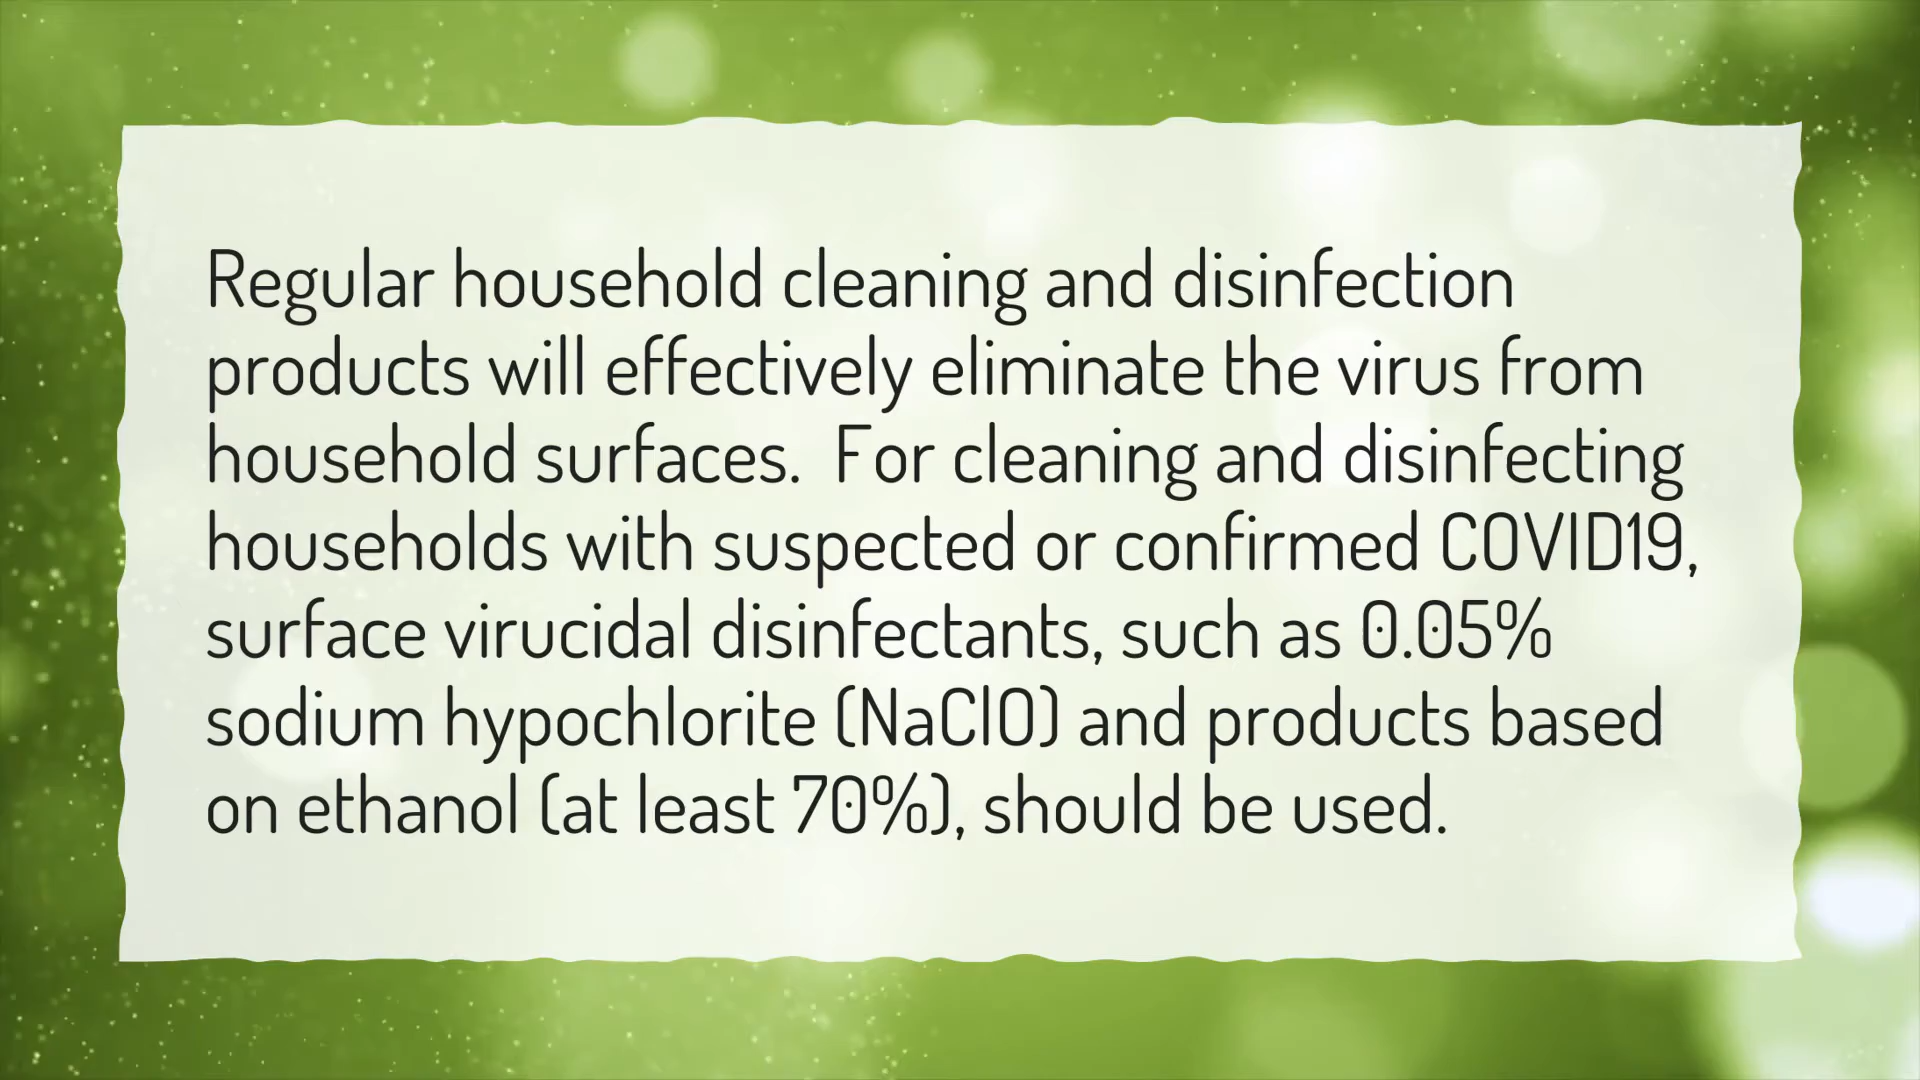 Regular household cleaning and disinfection
products will effectively eliminate the virus from
household surfaces.  For cleaning and disinfecting
households with suspected or confirmed COVID19,
surface virucidal disinfectants, such as 0.05%
sodium hypochlorite (NaClO) and products based
on ethanol (at least 70%), should be used.